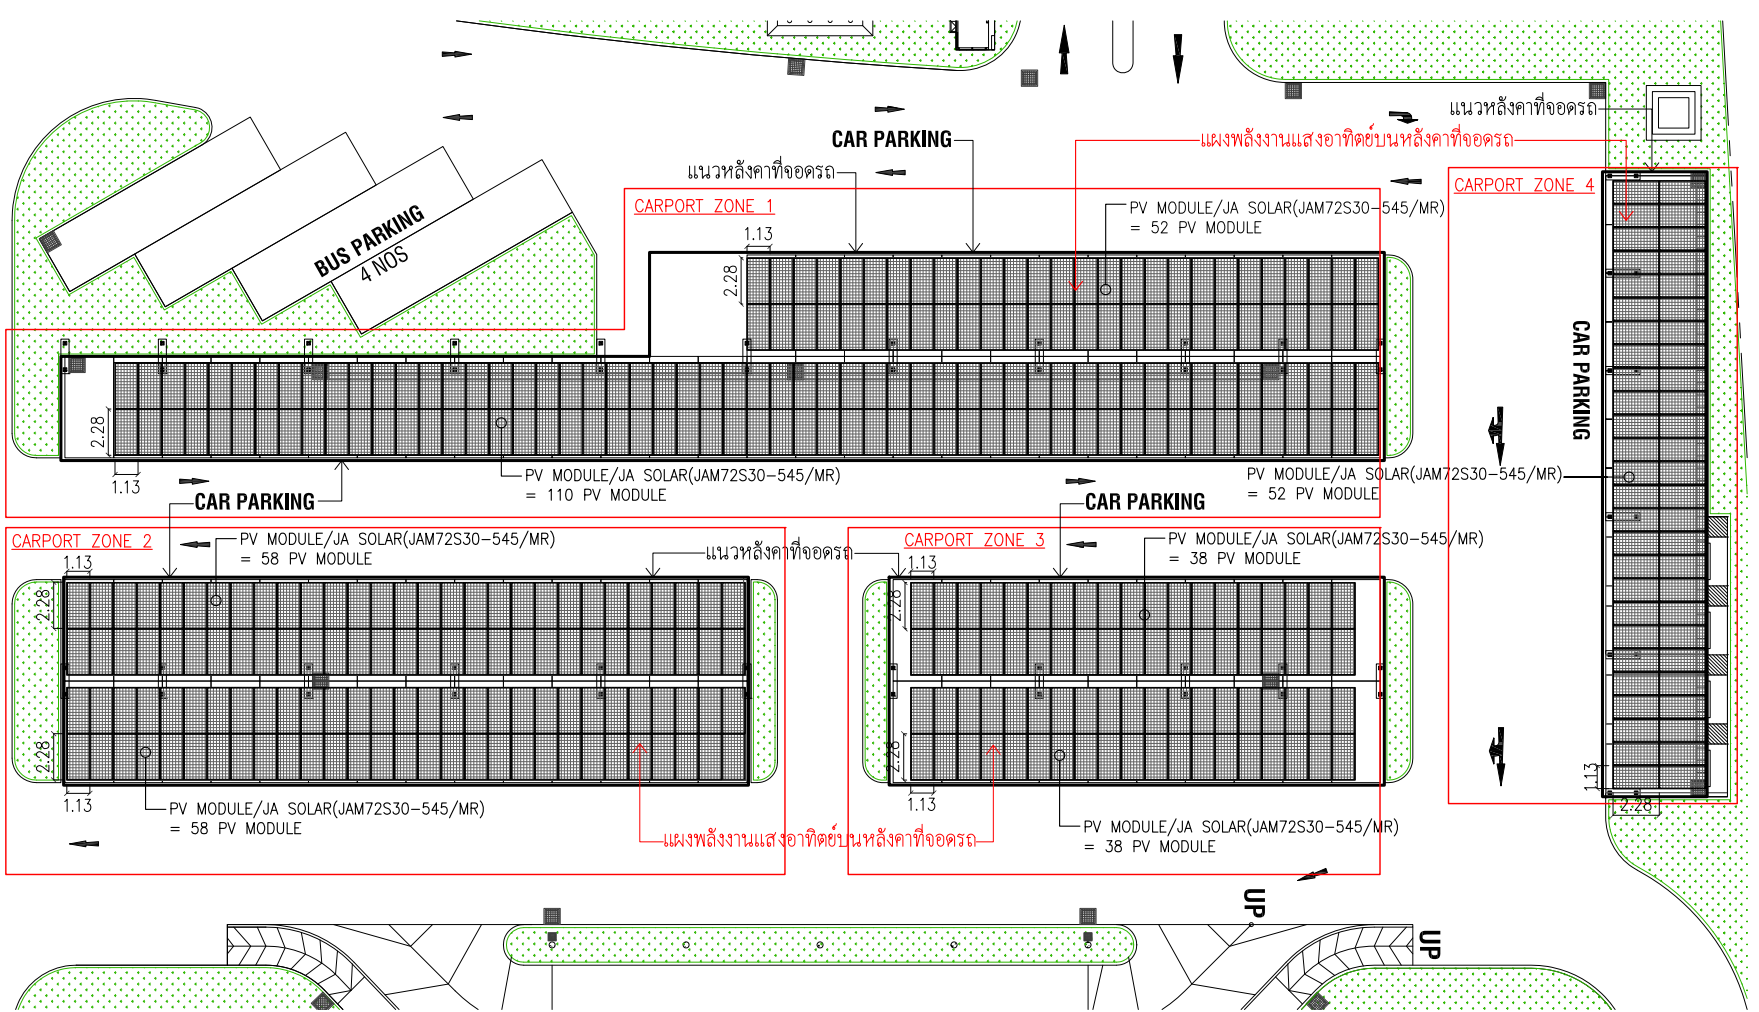 แนวหลังคาที่จอดรถ
CAR PARKING
แผงพลังงานแสงอาทิตย์บนหลังคาที่จอดรถ
แนวหลังคาที่จอดรถ
CARPORT ZONE 4
CARPORT ZONE 1
PV MODULE/JA SOLAR(JAM72S30-545/MR)
= 52 PV MODULE
BUS PARKING
4 NOS
1.13
2.28
CAR PARKING
2.28
1.13
PV MODULE/JA SOLAR(JAM72S30-545/MR)
= 110 PV MODULE
PV MODULE/JA SOLAR(JAM72S30-545/MR)
= 52 PV MODULE
CAR PARKING
CAR PARKING
CARPORT ZONE 2
PV MODULE/JA SOLAR(JAM72S30-545/MR)
= 58 PV MODULE
แนวหลังคาที่จอดรถ
CARPORT ZONE 3
PV MODULE/JA SOLAR(JAM72S30-545/MR)
= 38 PV MODULE
1.13
1.13
2.28
2.28
2.28
2.28
1.13
1.13
1.13
2.28
PV MODULE/JA SOLAR(JAM72S30-545/MR)
= 58 PV MODULE
แผงพลังงานแสงอาทิตย์บนหลังคาที่จอดรถ
PV MODULE/JA SOLAR(JAM72S30-545/MR)
= 38 PV MODULE
UP
UP